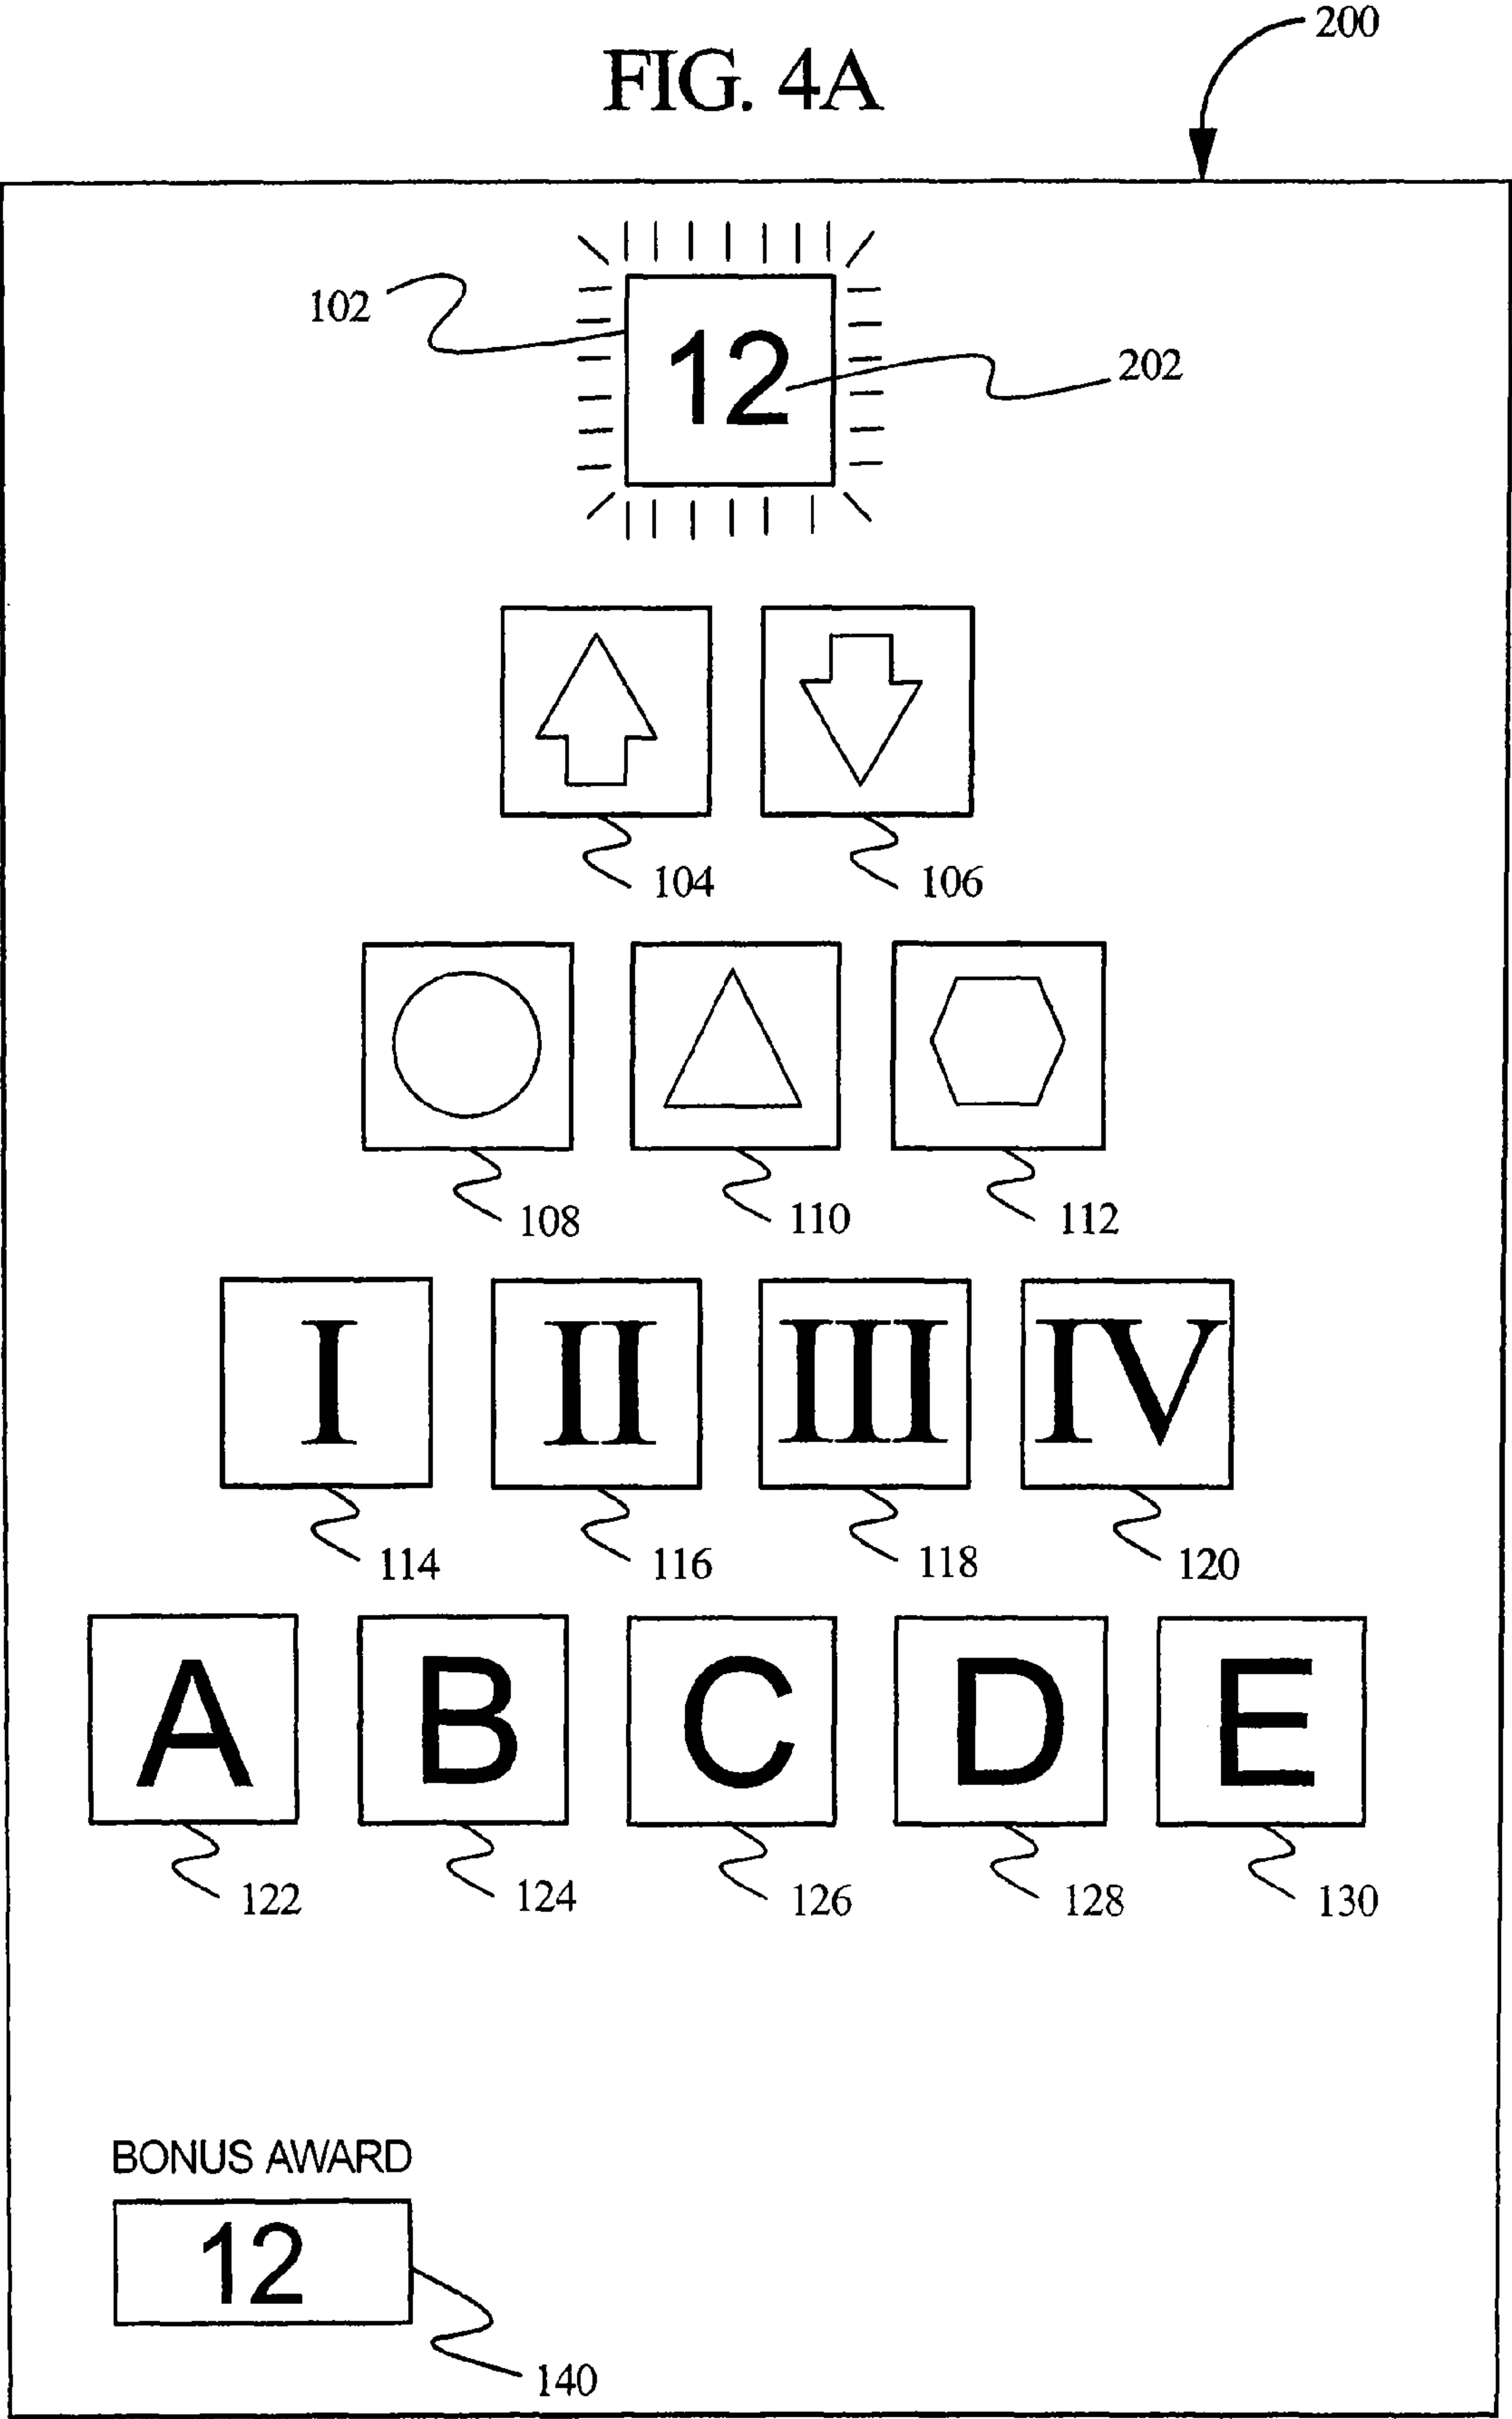 200
FIG. 4A
102
12
202
104 106
108 110 112
I II III IV
114 116 118 120
A B C D E
122 124 126 128 130
BONUS AWARD
12
140